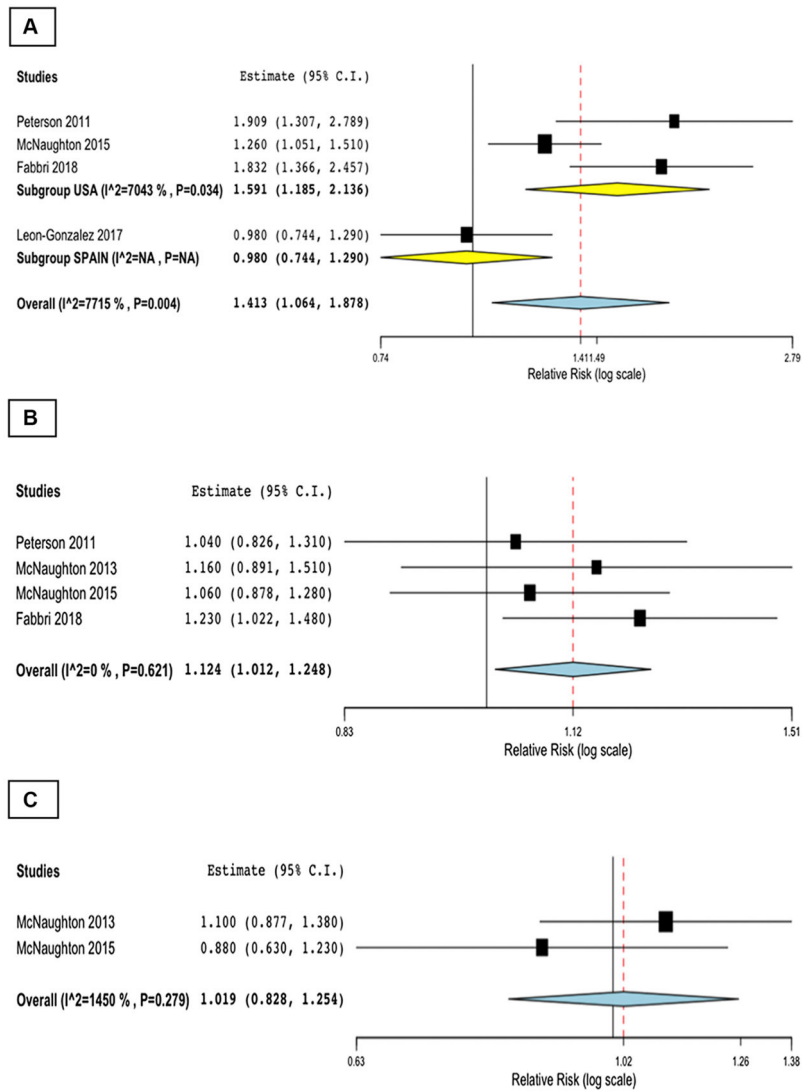 A
Studies Estimate (95% C.I.)
Peterson 2011 1.909 (1.307, 2.789)
McNaughton 2015 1.260 (1.051, 1.510)
Fabbri 2018 1.832 (1.366, 2.457)
Subgroup USA (I^2=7043 % , P=0.034) 1.591 (1.185, 2.136)
Leon-Gonzalez 2017 0.980 (0.744, 1.290)
Subgroup SPAIN (I^2=NA , P=NA) 0.980 (0.744, 1.290)
Overall (I^2=7715 % , P=0.004) 1.413 (1.064, 1.878)
0.74 1.41 1.49 2.79
Relative Risk (log scale)
B
Studies Estimate (95% C.I.)
Peterson 2011 1.040 (0.826, 1.310)
McNaughton 2013 1.160 (0.891, 1.510)
McNaughton 2015 1.060 (0.878, 1.280)
Fabbri 2018 1.230 (1.022, 1.480)
Overall (I^2=0 % , P=0.621) 1.124 (1.012, 1.248)
0.83 1.12 1.51
Relative Risk (log scale)
C
Studies Estimate (95% C.I.)
McNaughton 2013 1.100 (0.877, 1.380)
McNaughton 2015 0.880 (0.630, 1.230)
Overall (I^2=1450 % , P=0.279) 1.019 (0.828, 1.254)
0.63 1.02 1.26 1.38
Relative Risk (log scale)